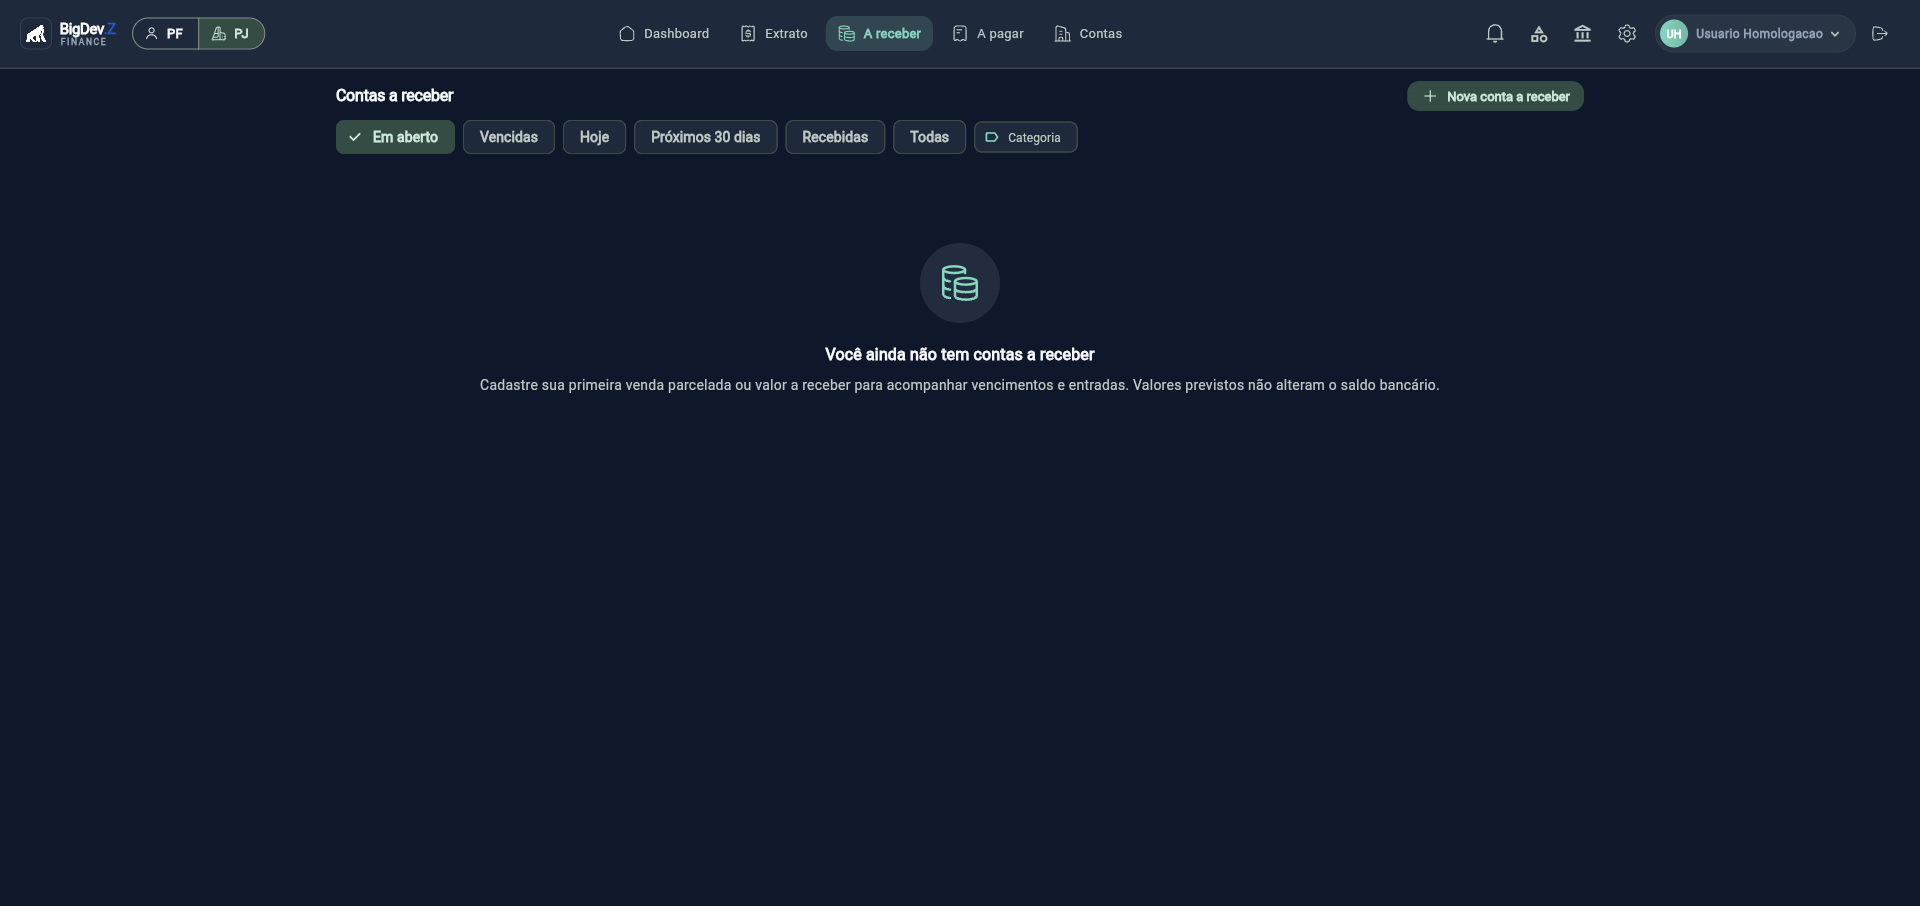 BigDev.Z
FINANCE
PF
PJ
Dashboard
Extrato
A receber
A pagar
Contas
UH
Usuario Homologacao
Contas a receber
Nova conta a receber
Em aberto
Vencidas
Hoje
Próximos 30 dias
Recebidas
Todas
Categoria
Você ainda não tem contas a receber
Cadastre sua primeira venda parcelada ou valor a receber para acompanhar vencimentos e entradas. Valores previstos não alteram o saldo bancário.